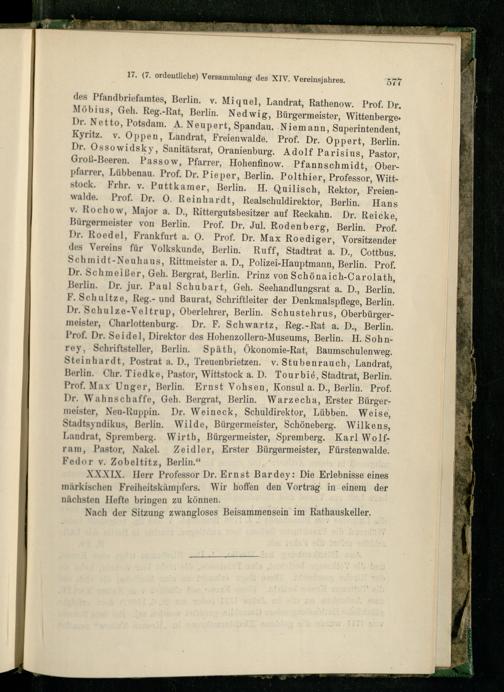 17. (7. ordentliche) Versammlung des XIV. Vereinsjahres. 577
des Pfandbriefamtes, Berlin. v. Miquel, Landrat, Rathenow. Prof. Dr.
Möbius, Geh. Reg.-Rat, Berlin. Nedwig, Bürgermeister, Wittenberge.
Dr. Netto, Potsdam. A. Neupert, Spandau. Niemann, Superintendent,
Kyritz. v. Oppen, Landrat, Freienwalde. Prof. Dr. Oppert, Berlin.
Dr. Ossowidsky, Sanitätsrat, Oranienburg. Adolf Parisius, Pastor,
Groß-Beeren. Passow, Pfarrer, Hohenfinow. Pfannschmidt, Ober-
pfarrer, Lübbenau. Prof. Dr. Pieper, Berlin. Polthier, Professor, Witt-
stock. Frhr. v. Puttkamer, Berlin. H. Quilisch, Rektor, Freien-
walde. Prof. Dr. O. Reinhardt, Realschuldirektor, Berlin. Hans
v. Rochow, Major a. D., Rittergutsbesitzer auf Reckahn. Dr. Reicke,
Bürgermeister von Berlin. Prof. Dr. Jul. Rodenberg, Berlin. Prof.
Dr. Roedel, Frankfurt a. O. Prof. Dr. Max Roediger, Vorsitzender
des Vereins für Volkskunde, Berlin. Ruff, Stadtrat a. D., Cottbus.
Schmidt-Neuhaus, Rittmeister a. D., Polizei-Hauptmann, Berlin. Prof.
Dr. Schmeißer, Geh. Bergrat, Berlin. Prinz von Schönaich-Carolath,
Berlin. Dr. jur. Paul Schubart, Geh. Seehandlungsrat a. D., Berlin.
F. Schultze, Reg.- und Baurat, Schriftleiter der Denkmalspflege, Berlin.
Dr. Schulze-Veltrup, Oberlehrer, Berlin. Schustehrus, Oberbürger-
meister, Charlottenburg. Dr. F. Schwartz, Reg.-Rat a. D., Berlin.
Prof. Dr. Seidel, Direktor des Hohenzollern-Museums, Berlin. H. Sohn-
rey, Schriftsteller, Berlin. Späth, Ökonomie-Rat, Baumschulenweg.
Steinhardt, Postrat a. D., Treuenbrietzen. v. Stubenrauch, Landrat,
Berlin. Chr. Tiedke, Pastor, Wittstock a. D. Tourbié, Stadtrat, Berlin.
Prof. Max Unger, Berlin. Ernst Vohsen, Konsul a. D., Berlin. Prof.
Dr. Wahnschaffe, Geh. Bergrat, Berlin. Warzecha, Erster Bürger-
meister, Neu-Ruppin. Dr. Weineck, Schuldirektor, Lübben. Weise,
Stadtsyndikus, Berlin. Wilde, Bürgermeister, Schöneberg. Wilkens,
Landrat, Spremberg. Wirth, Bürgermeister, Spremberg. Karl Wolf-
ram, Pastor, Nakel. Zeidler, Erster Bürgermeister, Fürstenwalde.
Fedor v. Zobeltitz, Berlin.“
XXXIX. Herr Professor Dr. Ernst Bardey: Die Erlebnisse eines
märkischen Freiheitskämpfers. Wir hoffen den Vortrag in einem der
nächsten Hefte bringen zu können.
Nach der Sitzung zwangloses Beisammensein im Rathauskeller.